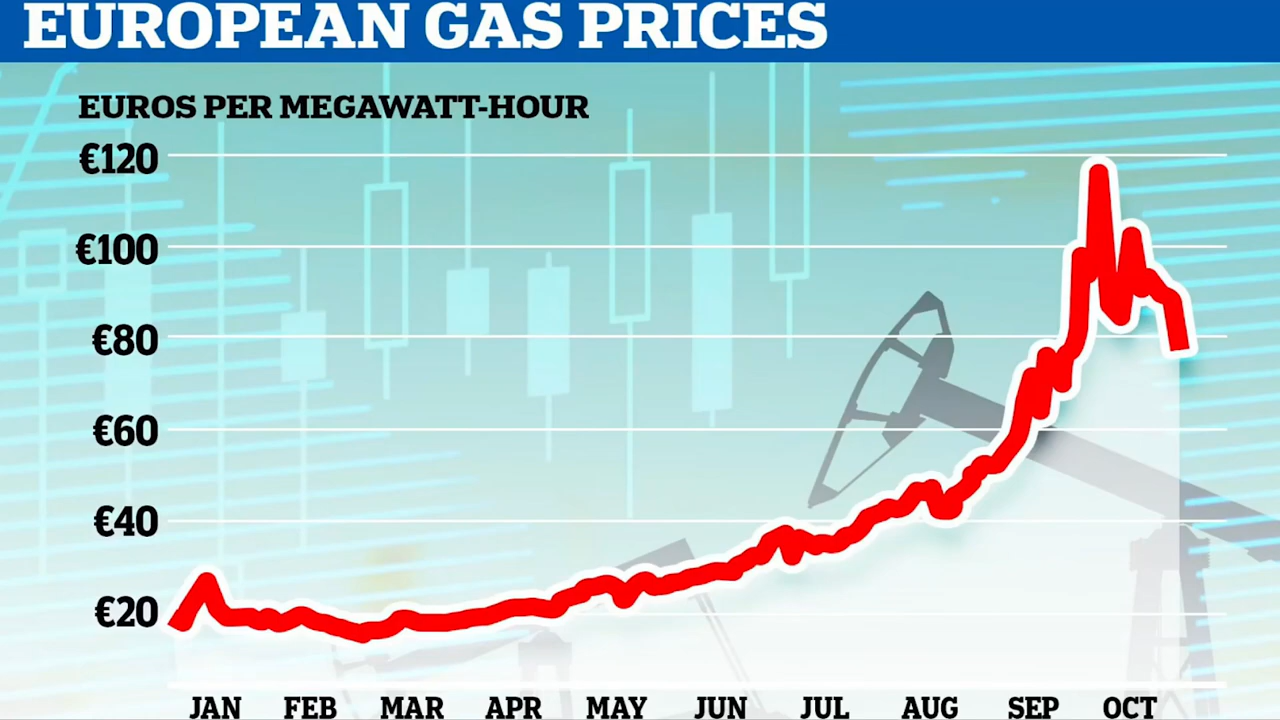 EUROPEAN GAS PRICES
EUROS PER MEGAWATT-HOUR
€120
€100
€80
€60
€40
€20
JAN FEB MAR APR MAY JUN JUL AUG SEP OCT